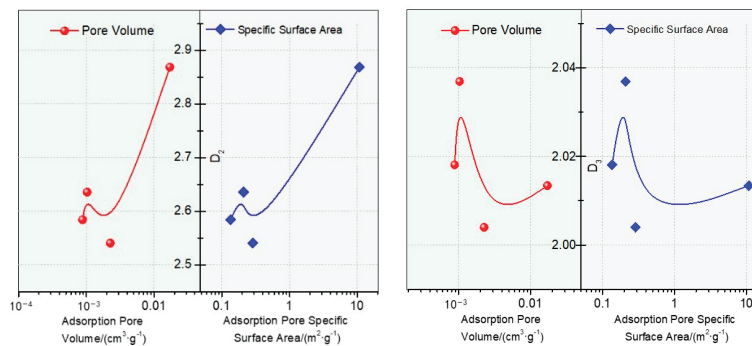 Pore Volume
Specific Surface Area
2.9
2.8
2.7
2.6
2.5
D₂
10⁻⁴ 10⁻³ 0.01 0.1 1 10
Adsorption Pore
Volume/(cm³·g⁻¹)
Adsorption Pore Specific
Surface Area/(m²·g⁻¹)
Pore Volume
Specific Surface Area
2.04
2.02
2.00
D₃
10⁻³ 0.01 0.1 1 10
Adsorption Pore
Volume/(cm³·g⁻¹)
Adsorption Pore Specific
Surface Area/(m²·g⁻¹)